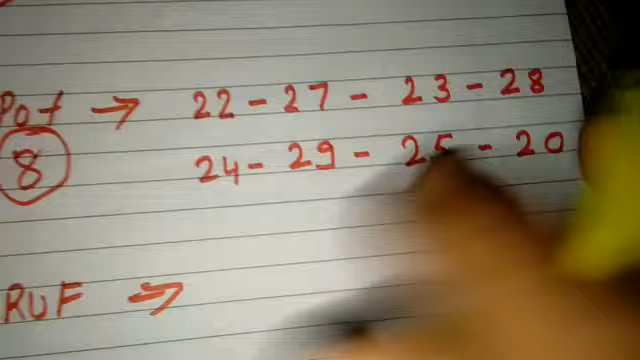 Pot → 22 - 27 - 23 - 28
8 24 - 29 - 25 - 20
RUF →